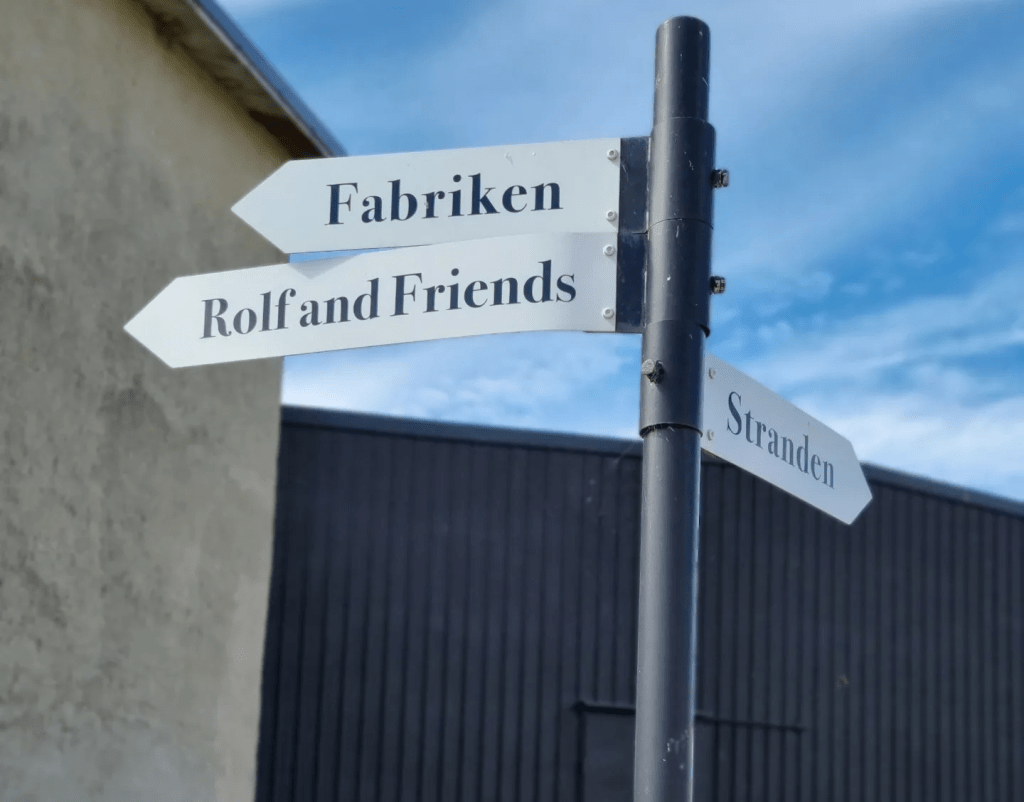 Fabriken
Rolf and Friends
Stranden